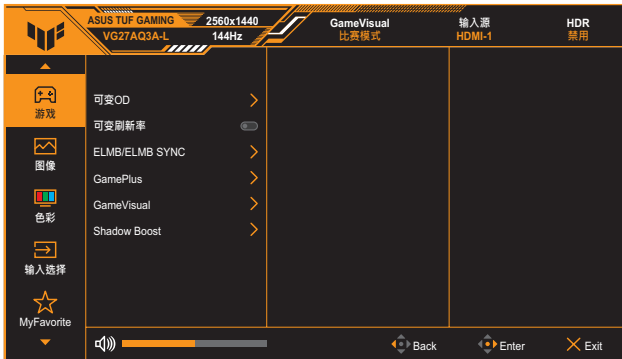 ASUS TUF GAMING 2560x1440
VG27AQ3A-L 144Hz
GameVisual
比赛模式
输入源
HDMI-1
HDR
禁用
游戏
图像
色彩
输入选择
MyFavorite
可变OD
可变刷新率
ELMB/ELMB SYNC
GamePlus
GameVisual
Shadow Boost
Back
Enter
Exit